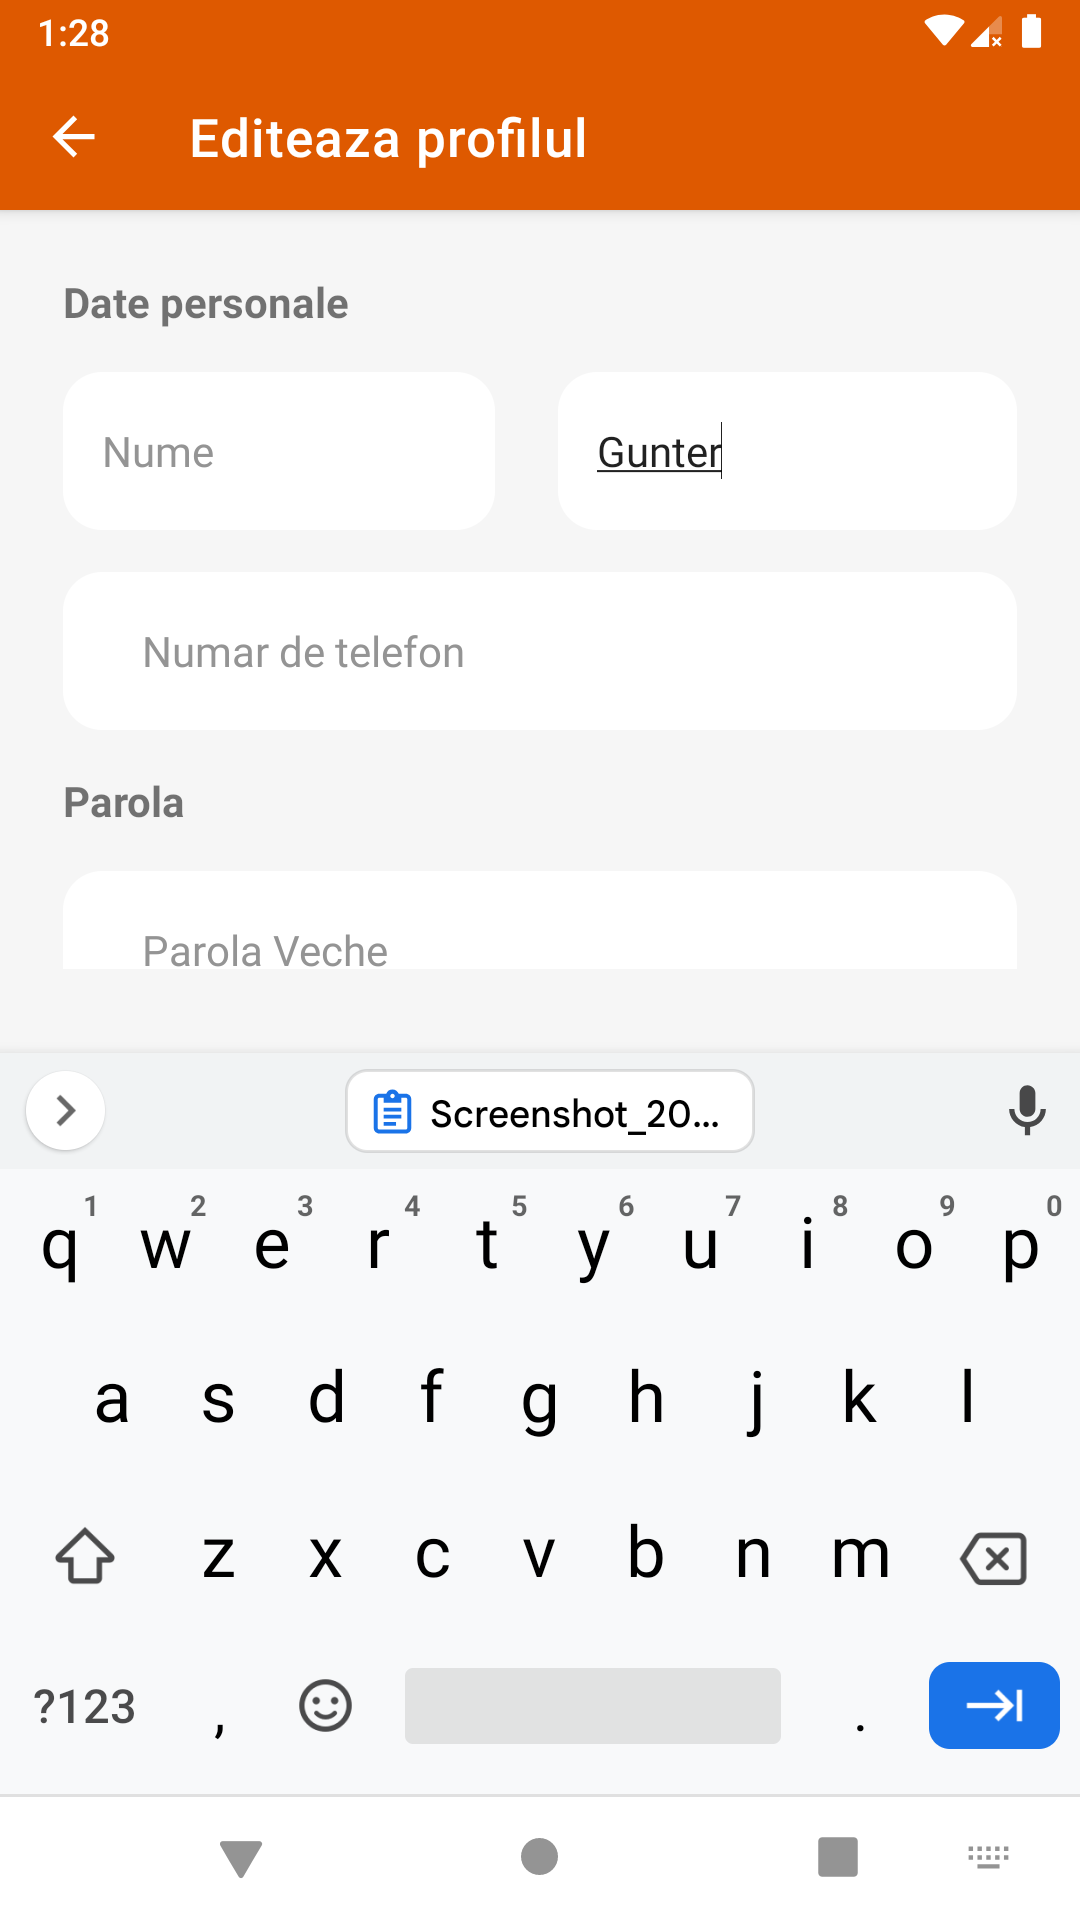 1:28
Editeaza profilul
Date personale
Nume
Gunter
Numar de telefon
Parola
Parola Veche
Screenshot_20...
q 1 w 2 e 3 r 4 t 5 y 6 u 7 i 8 o 9 p 0
a s d f g h j k l
z x c v b n m
?123 , .